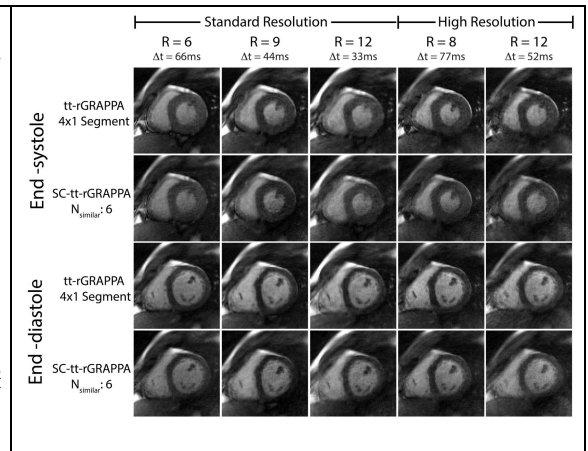 Standard Resolution
High Resolution
R = 6
R = 9
R = 12
R = 8
R = 12
Δt = 66ms
Δt = 44ms
Δt = 33ms
Δt = 77ms
Δt = 52ms
End -systole
tt-rGRAPPA
4x1 Segment
SC-tt-rGRAPPA
Nsimilar: 6
End -diastole
tt-rGRAPPA
4x1 Segment
SC-tt-rGRAPPA
Nsimilar: 6